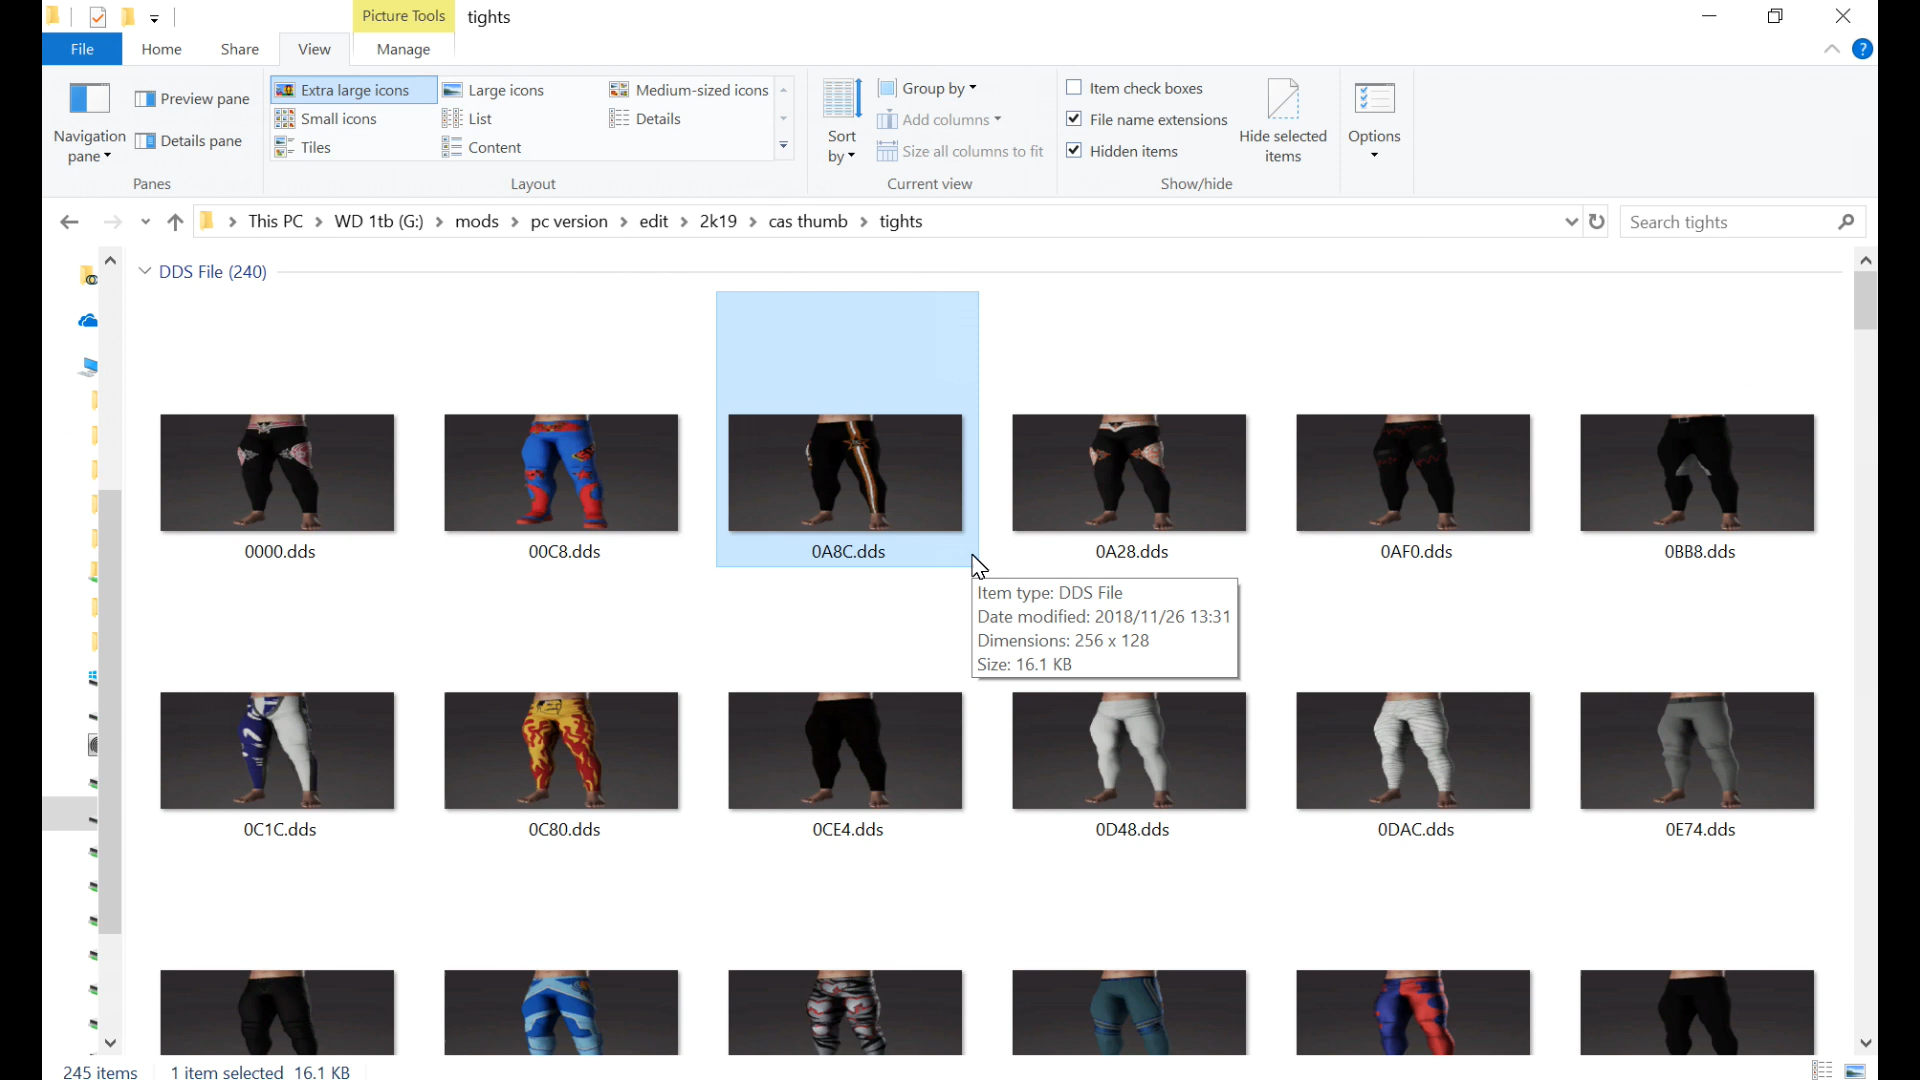 Picture Tools tights
File Home Share View Manage
Navigation pane
Preview pane
Details pane
Panes
Extra large icons Large icons Medium-sized icons
Small icons List Details
Tiles Content
Layout
Sort by
Group by
Add columns
Size all columns to fit
Current view
Item check boxes
File name extensions
Hidden items
Hide selected items
Show/hide
Options
This PC > WD 1tb (G:) > mods > pc version > edit > 2k19 > cas thumb > tights
Search tights
DDS File (240)
0000.dds 00C8.dds 0A8C.dds 0A28.dds 0AF0.dds 0BB8.dds
Item type: DDS File
Date modified: 2018/11/26 13:31
Dimensions: 256 x 128
Size: 16.1 KB
0C1C.dds 0C80.dds 0CE4.dds 0D48.dds 0DAC.dds 0E74.dds
245 items 1 item selected 16.1 KB